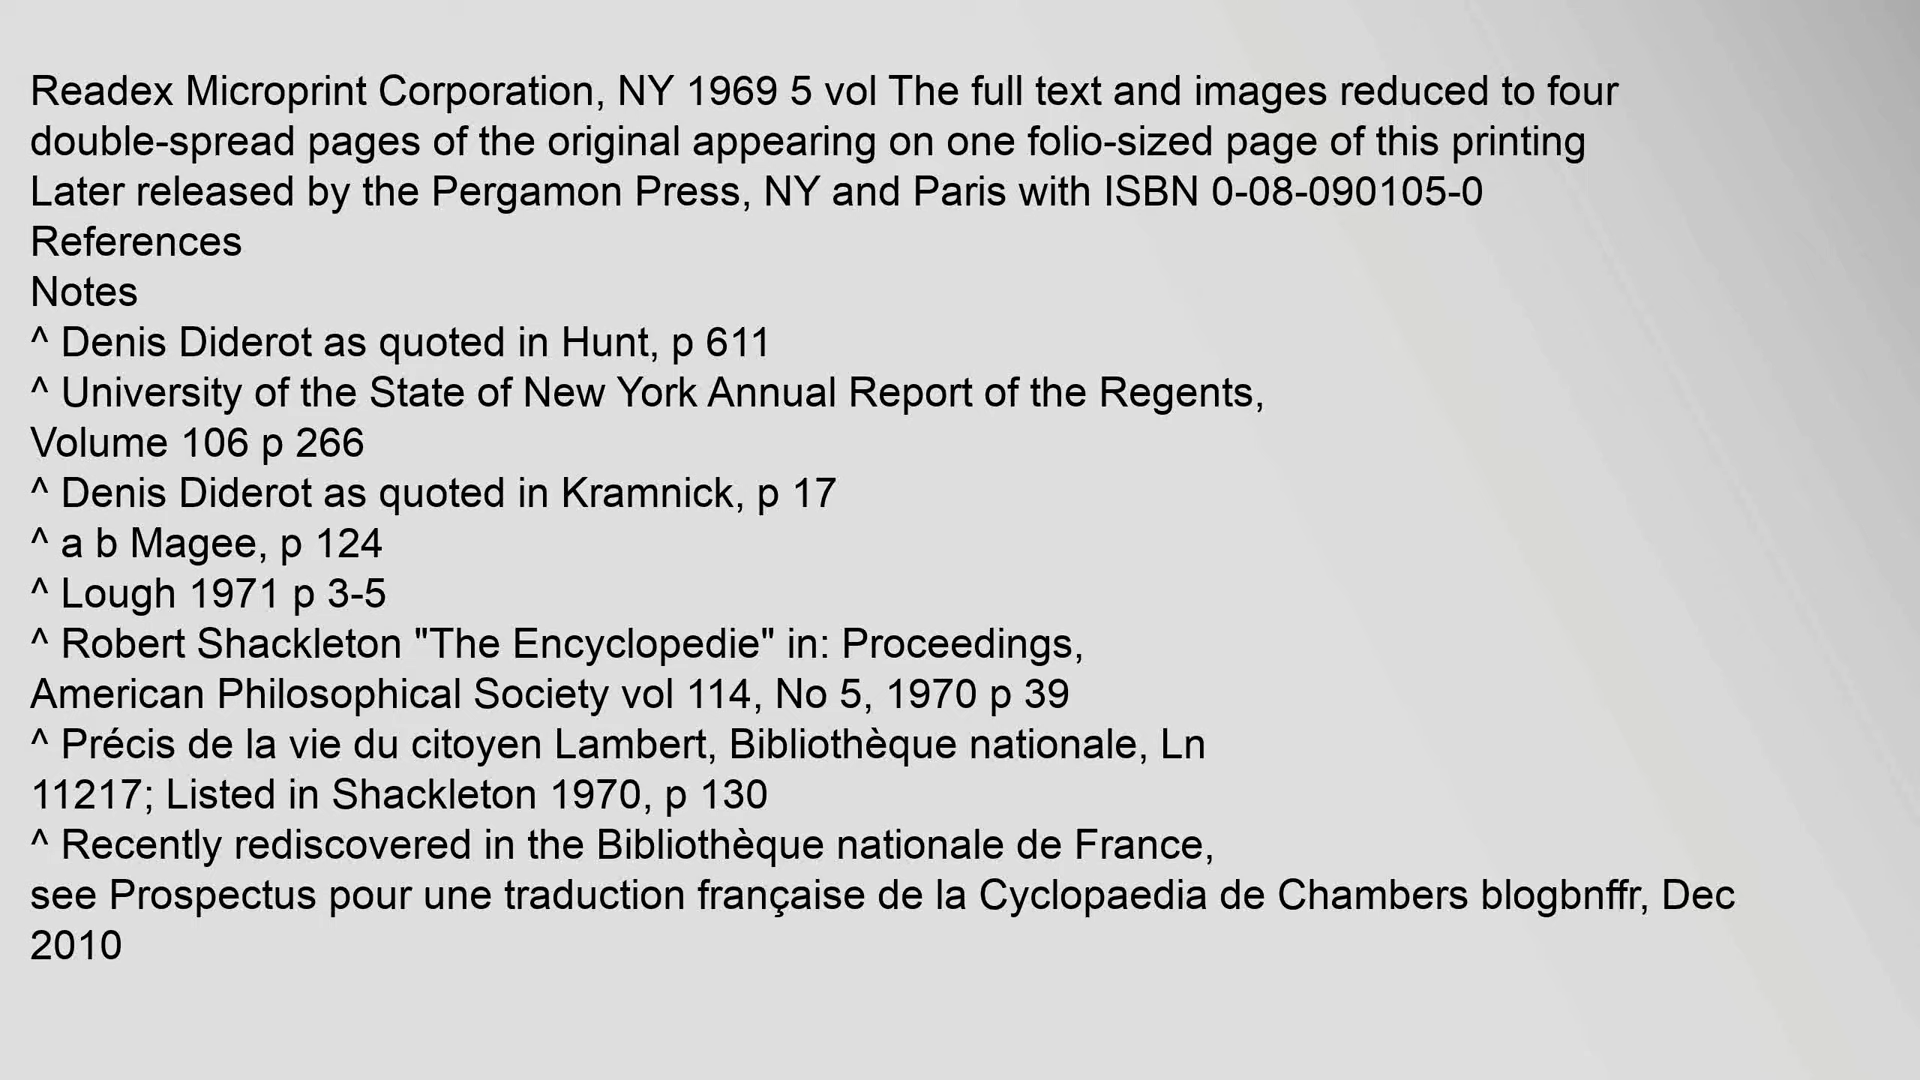 Readex Microprint Corporation, NY 1969 5 vol The full text and images reduced to four
double-spread pages of the original appearing on one folio-sized page of this printing
Later released by the Pergamon Press, NY and Paris with ISBN 0-08-090105-0
References
Notes
^ Denis Diderot as quoted in Hunt, p 611
^ University of the State of New York Annual Report of the Regents,
Volume 106 p 266
^ Denis Diderot as quoted in Kramnick, p 17
^ a b Magee, p 124
^ Lough 1971 p 3-5
^ Robert Shackleton "The Encyclopedie" in: Proceedings,
American Philosophical Society vol 114, No 5, 1970 p 39
^ Précis de la vie du citoyen Lambert, Bibliothèque nationale, Ln
11217; Listed in Shackleton 1970, p 130
^ Recently rediscovered in the Bibliothèque nationale de France,
see Prospectus pour une traduction française de la Cyclopaedia de Chambers blogbnffr, Dec
2010